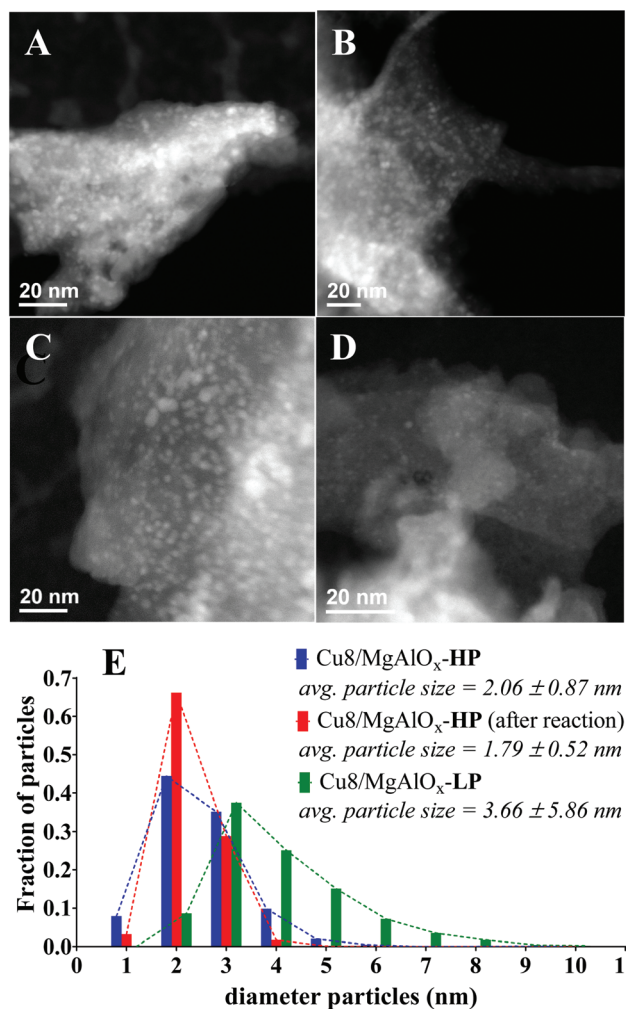 A
B
20 nm
20 nm
C
C
D
20 nm
20 nm
E
Cu8/MgAlOx-HP
avg. particle size = 2.06 ± 0.87 nm
Cu8/MgAlOx-HP (after reaction)
avg. particle size = 1.79 ± 0.52 nm
Cu8/MgAlOx-LP
avg. particle size = 3.66 ± 5.86 nm
Fraction of particles
0.7
0.6
0.5
0.4
0.3
0.2
0.1
0.0
0 1 2 3 4 5 6 7 8 9 10 1
diameter particles (nm)